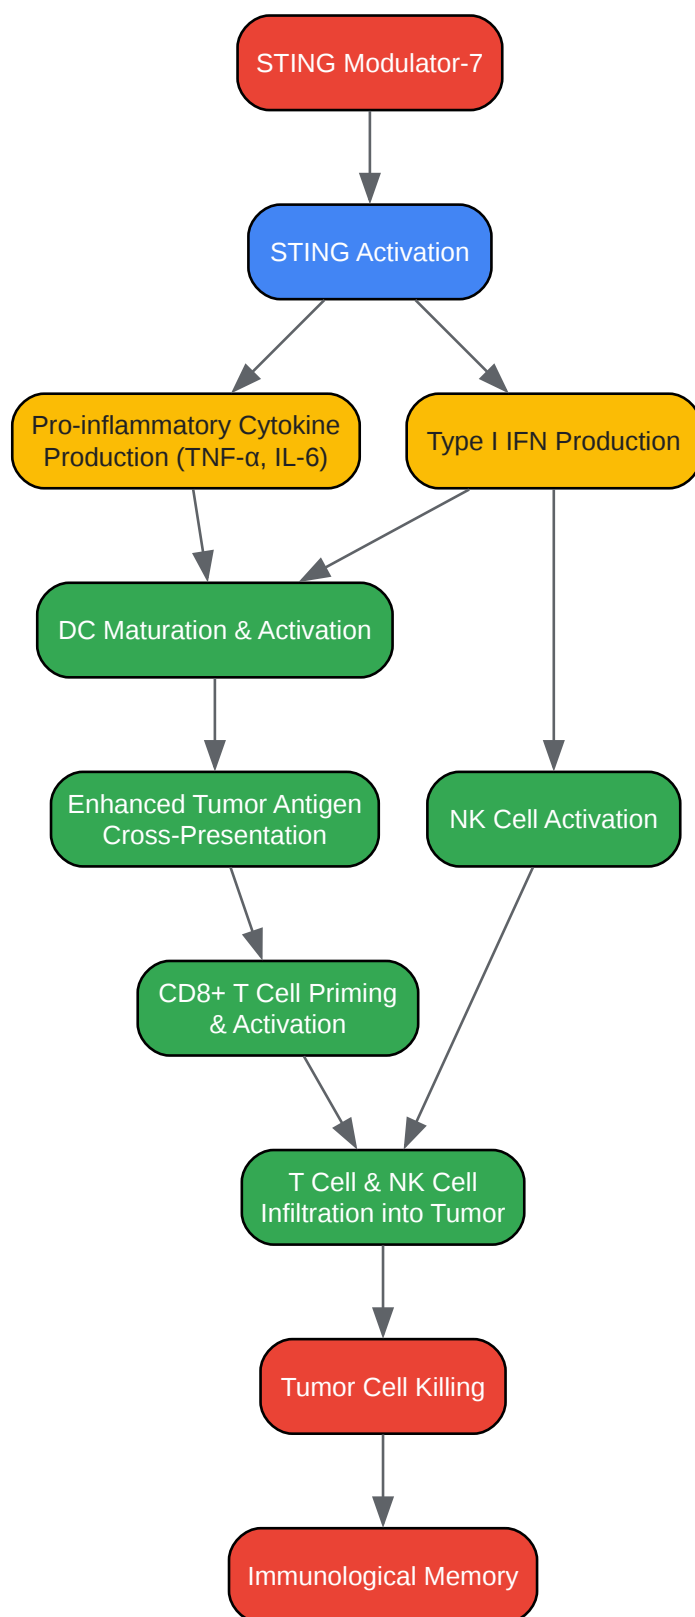 STING Modulator-7
STING Activation
Pro-inflammatory Cytokine
Production (TNF-α, IL-6)
Type I IFN Production
DC Maturation & Activation
Enhanced Tumor Antigen
Cross-Presentation
NK Cell Activation
CD8+ T Cell Priming
& Activation
T Cell & NK Cell
Infiltration into Tumor
Tumor Cell Killing
Immunological Memory